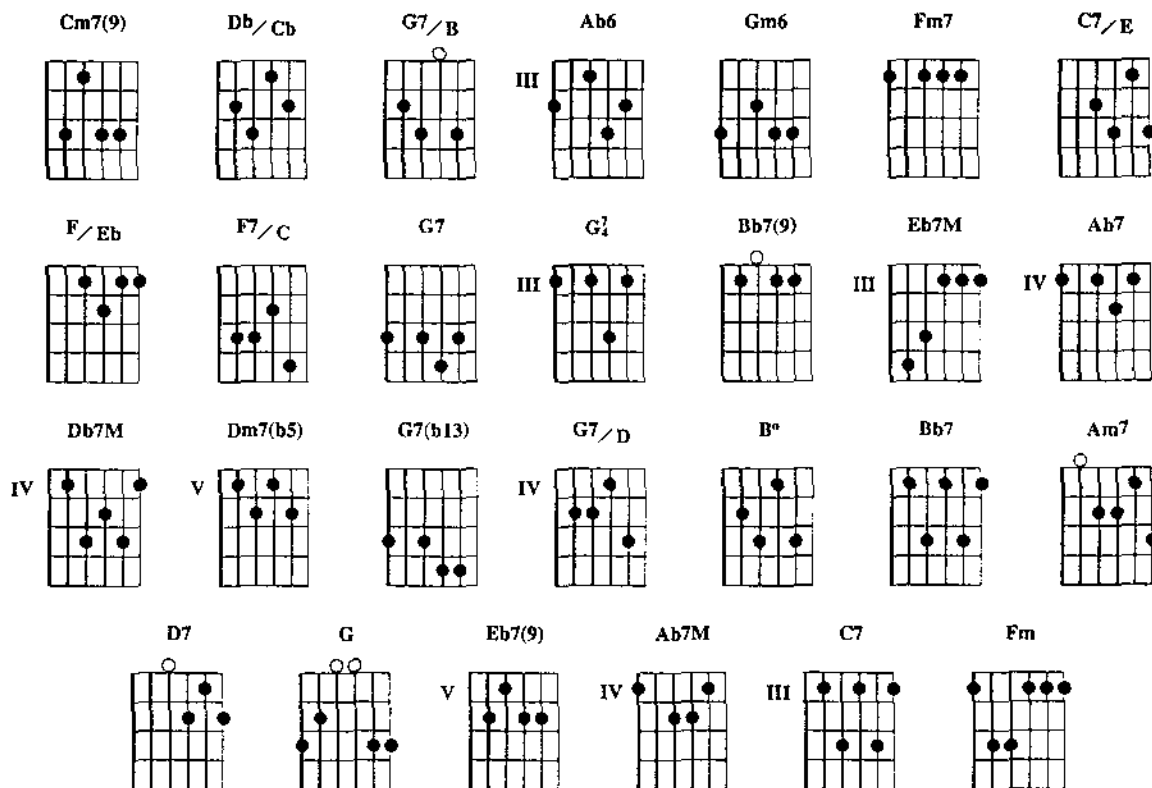 Cm7(9) Db/Cb G7/B Ab6 Gm6 Fm7 C7/E
III
F/Eb F7/C G7 G7/4 Bb7(9) Eb7M Ab7
III III IV
Db7M Dm7(b5) G7(b13) G7/D Bº Bb7 Am7
IV V IV
D7 G Eb7(9) Ab7M C7 Fm
V IV III